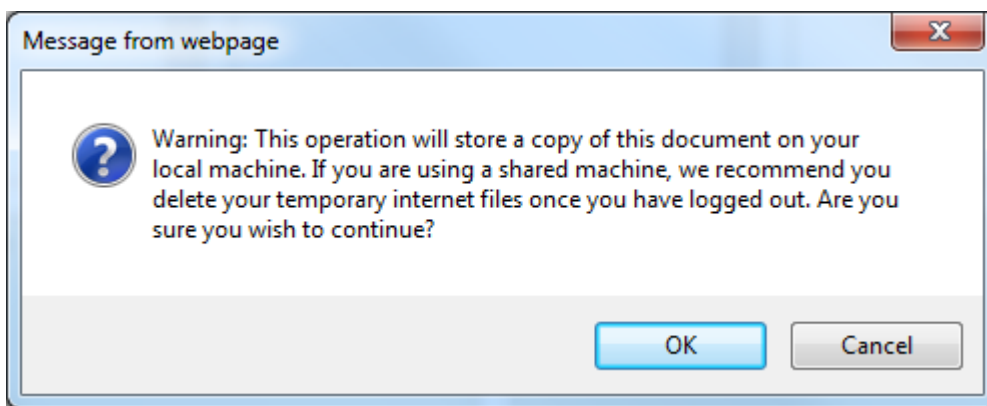 Message from webpage
Warning: This operation will store a copy of this document on your
local machine. If you are using a shared machine, we recommend you
delete your temporary internet files once you have logged out. Are you
sure you wish to continue?
OK
Cancel